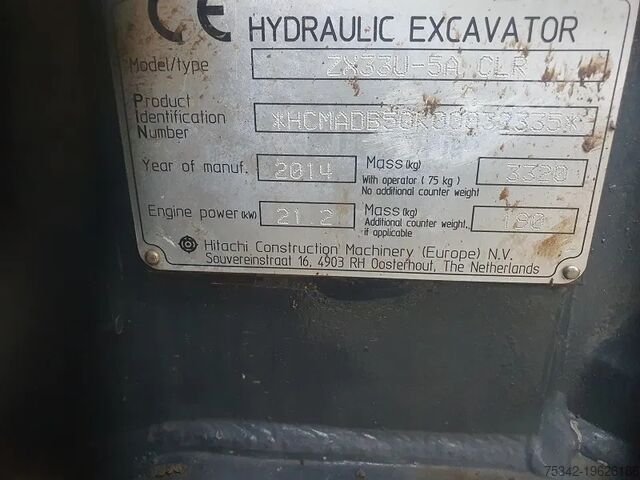 CE HYDRAULIC EXCAVATOR
Model/type ZX33U-5A CLR
Product
Identification
Number
Year of manuf. 2014 Mass (kg) 3320
With operator (75 kg)
No additional counter weight
Engine power (kW) 21.2 Mass (kg) 180
Additional counter weight,
if applicable
Hitachi Construction Machinery (Europe) N.V.
Souvereinstraat 16, 4903 RH Oosterhout, The Netherlands